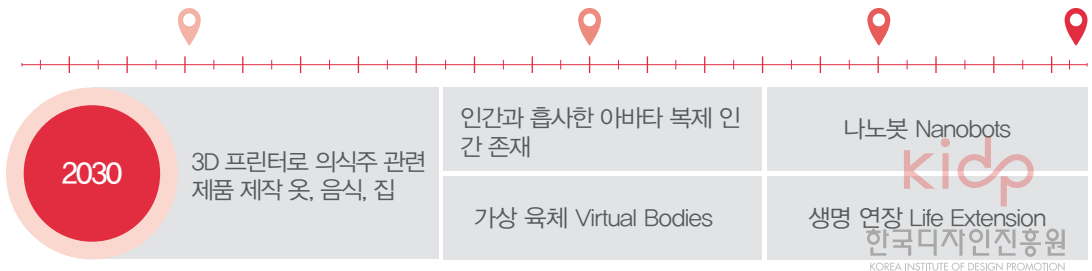 2030
3D 프린터로 의식주 관련
제품 제작 옷, 음식, 집
인간과 흡사한 아바타 복제 인
간 존재
가상 육체 Virtual Bodies
나노봇 Nanobots
생명 연장 Life Extension
kidp
한국디자인진흥원
KOREA INSTITUTE OF DESIGN PROMOTION